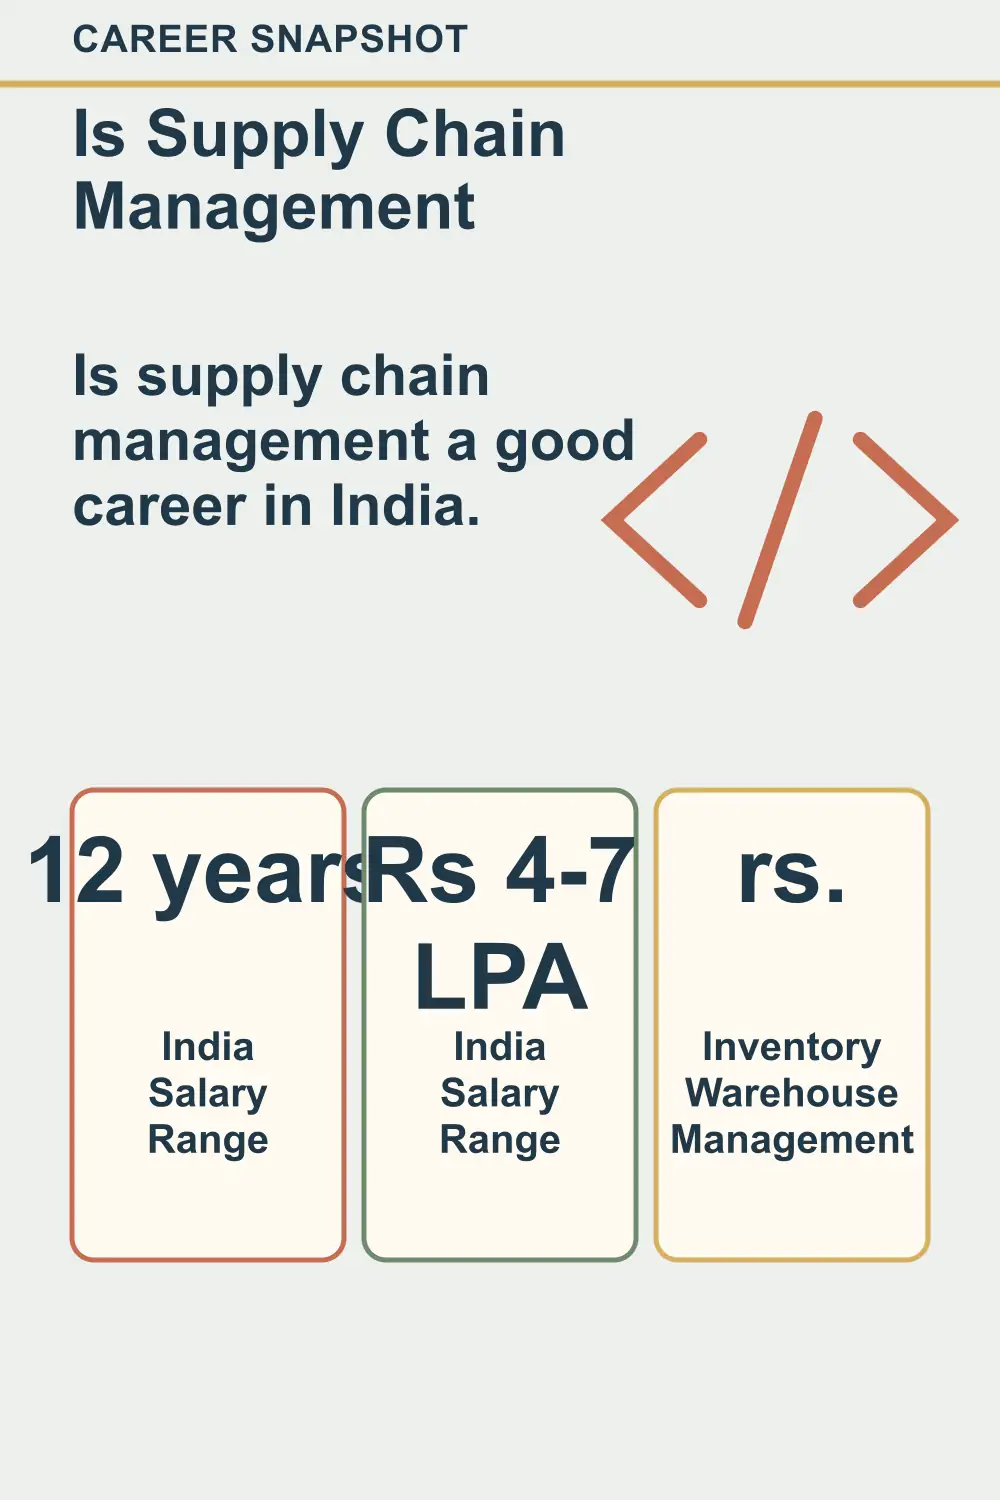 CAREER SNAPSHOT
Is Supply Chain
Management
Is supply chain
management a good
career in India.
12 years
India
Salary
Range
Rs 4-7
LPA
India
Salary
Range
rs.
Inventory
Warehouse
Management